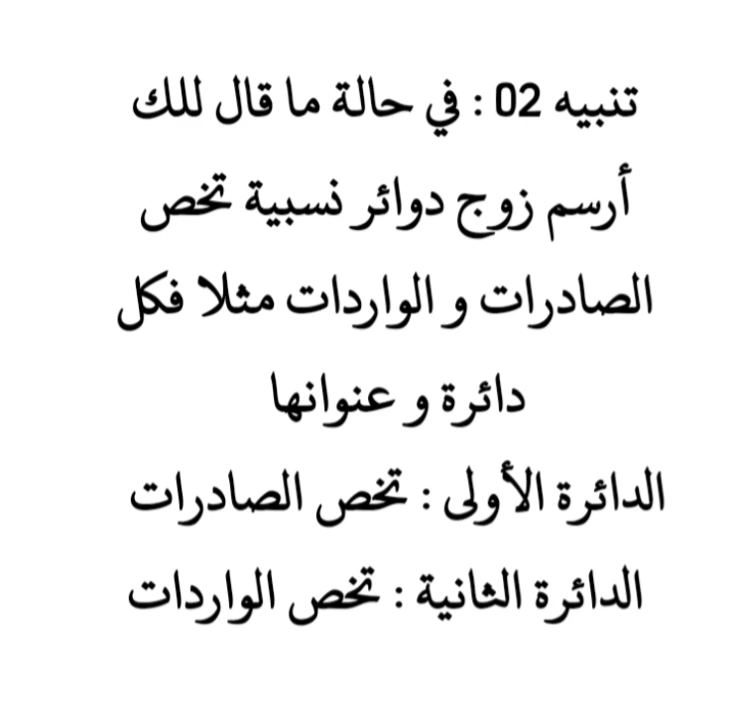 تنبيه 02 : في حالة ما قال للك
أرسم زوج دوائر نسبية تخص
الصادرات و الواردات مثلا فكل
دائرة و عنوانها
الدائرة الأولى : تخص الصادرات
الدائرة الثانية : تخص الواردات